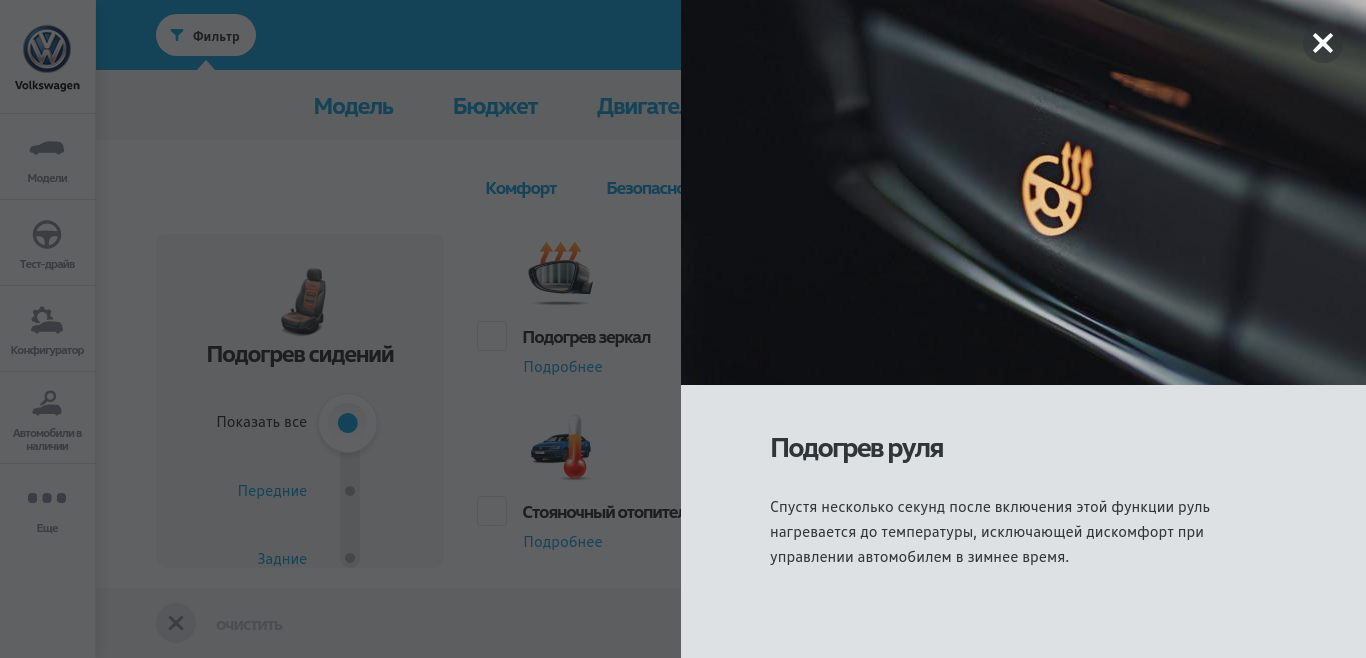 Volkswagen
Модели
Тест-драйв
Конфигуратор
Автомобили в
наличии
Еще
Фильтр
Модель Бюджет Двигател
Комфорт Безопасно
Подогрев сидений
Показать все
Передние
Задние
Подогрев зеркал
Подробнее
Стояночный отопител
Подробнее
ОЧИСТИТЬ
Подогрев руля
Спустя несколько секунд после включения этой функции руль
нагревается до температуры, исключающей дискомфорт при
управлении автомобилем в зимнее время.